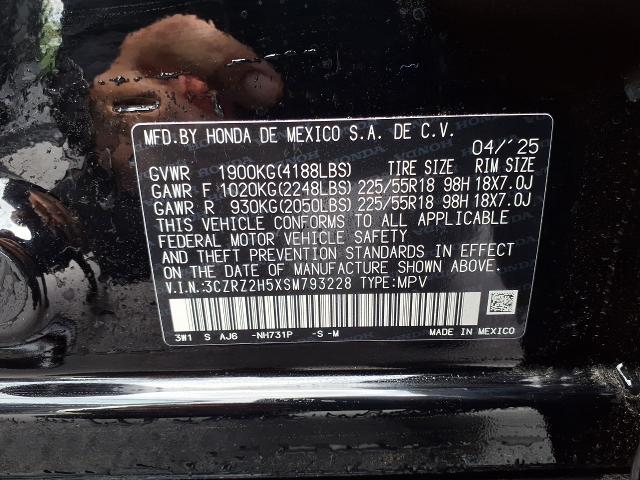 MFD.BY HONDA DE MEXICO S.A. DE C.V.
04/´25
GVWR 1900KG(4188LBS) TIRE SIZE RIM SIZE
GAWR F 1020KG(2248LBS) 225/55R18 98H 18X7.0J
GAWR R 930KG(2050LBS) 225/55R18 98H 18X7.0J
THIS VEHICLE CONFORMS TO ALL APPLICABLE
FEDERAL MOTOR VEHICLE SAFETY
AND THEFT PREVENTION STANDARDS IN EFFECT
ON THE DATE OF MANUFACTURE SHOWN ABOVE.
V.I.N.:3CZRZ2H5XSM793228 TYPE:MPV
3W1 S AJ6 -NH731P -S -M MADE IN MEXICO